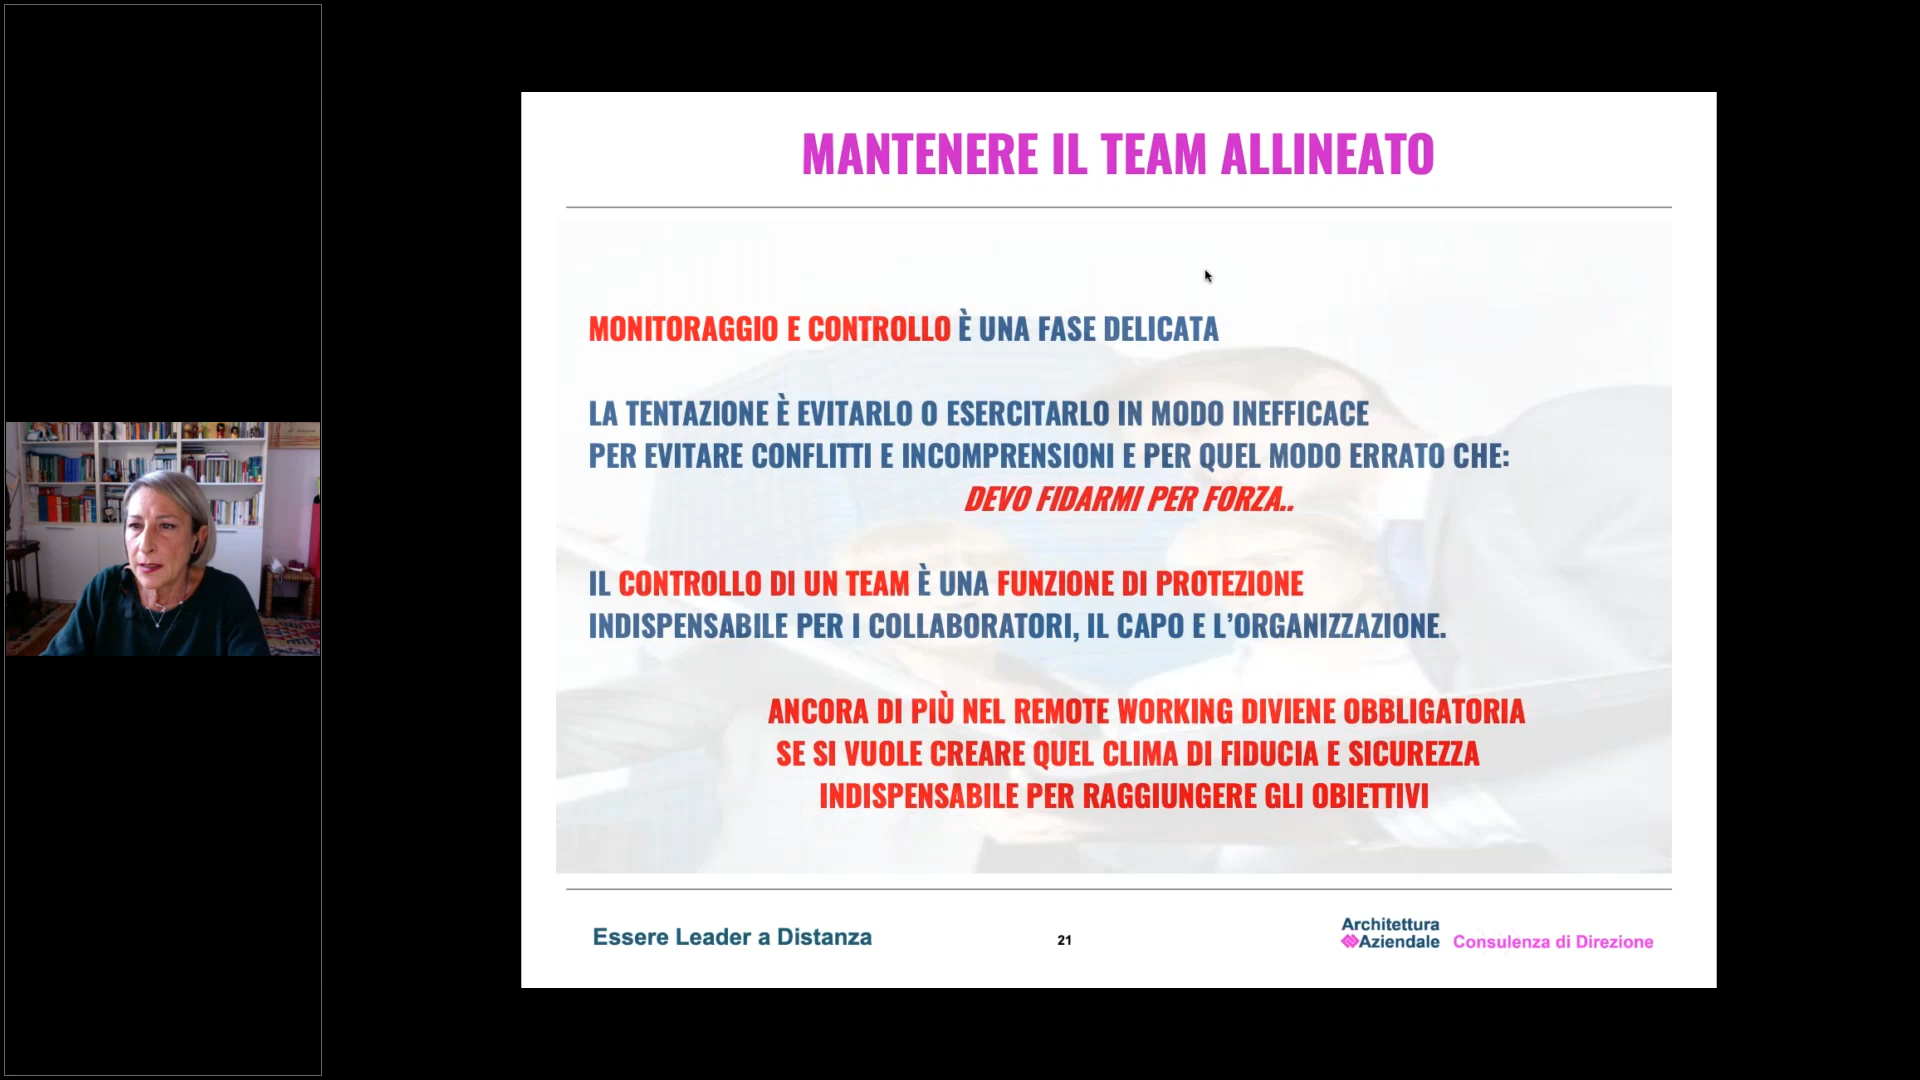 MANTENERE IL TEAM ALLINEATO
MONITORAGGIO E CONTROLLO È UNA FASE DELICATA
LA TENTAZIONE È EVITARLO O ESERCITARLO IN MODO INEFFICACE
PER EVITARE CONFLITTI E INCOMPRENSIONI E PER QUEL MODO ERRATO CHE:
DEVO FIDARMI PER FORZA..
IL CONTROLLO DI UN TEAM È UNA FUNZIONE DI PROTEZIONE
INDISPENSABILE PER I COLLABORATORI, IL CAPO E L’ORGANIZZAZIONE.
ANCORA DI PIÙ NEL REMOTE WORKING DIVIENE OBBLIGATORIA
SE SI VUOLE CREARE QUEL CLIMA DI FIDUCIA E SICUREZZA
INDISPENSABILE PER RAGGIUNGERE GLI OBIETTIVI
Essere Leader a Distanza
21
Architettura
Aziendale Consulenza di Direzione